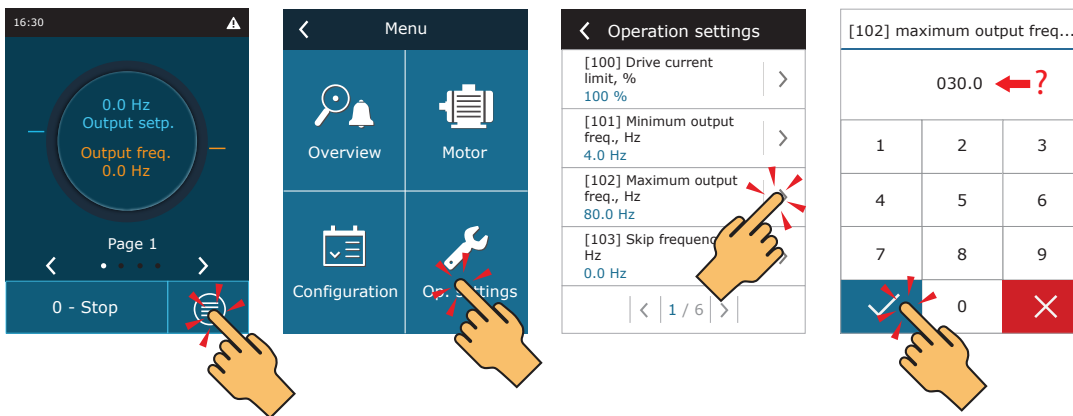 16:30
0.0 Hz
Output setp.
Output freq.
0.0 Hz
Page 1
0 - Stop
Menu
Overview
Motor
Configuration
Op. settings
Operation settings
[100] Drive current
limit, %
100 %
[101] Minimum output
freq., Hz
4.0 Hz
[102] Maximum output
freq., Hz
80.0 Hz
[103] Skip
Hz
0.0 Hz
1 / 6
[102] maximum output freq...
030.0 ?
1 2 3
4 5 6
7 8 9
0